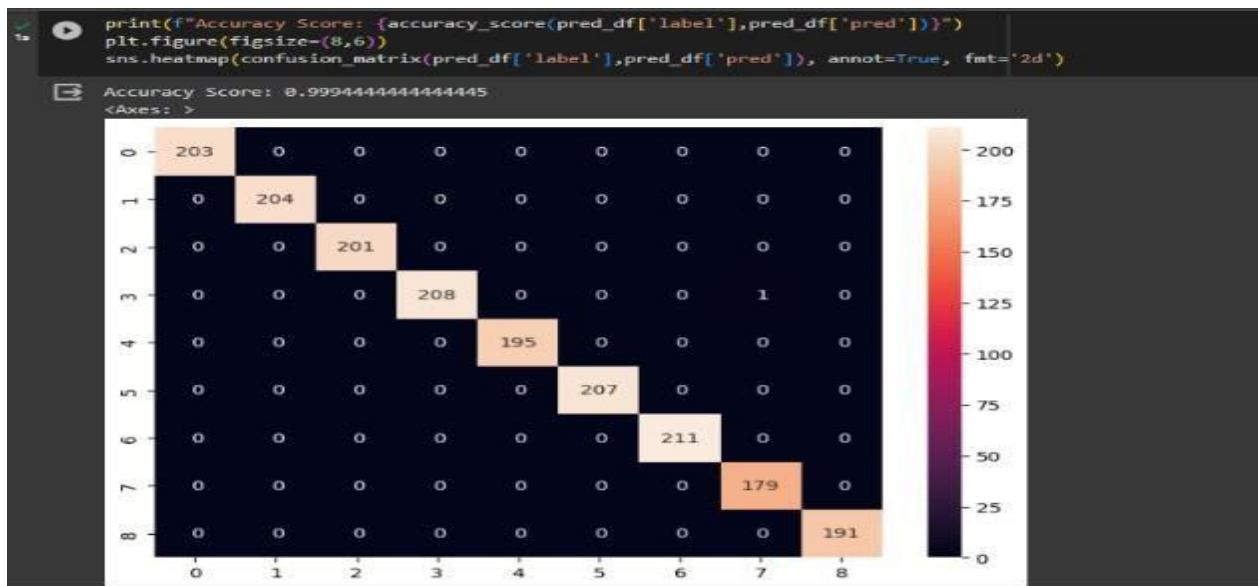 print(f"Accuracy Score: {accuracy_score(pred_df['label'],pred_df['pred'])}")
plt.figure(figsize=(8,6))
sns.heatmap(confusion_matrix(pred_df['label'],pred_df['pred']), annot=True, fmt='2d')
Accuracy Score: 0.9994444444444445
<Axes: >
0 203 0 0 0 0 0 0 0 0
1 0 204 0 0 0 0 0 0 0
2 0 0 201 0 0 0 0 0 0
3 0 0 0 208 0 0 0 1 0
4 0 0 0 0 195 0 0 0 0
5 0 0 0 0 0 207 0 0 0
6 0 0 0 0 0 0 211 0 0
7 0 0 0 0 0 0 0 179 0
8 0 0 0 0 0 0 0 0 191
0 1 2 3 4 5 6 7 8
200
175
150
125
100
75
50
25
0